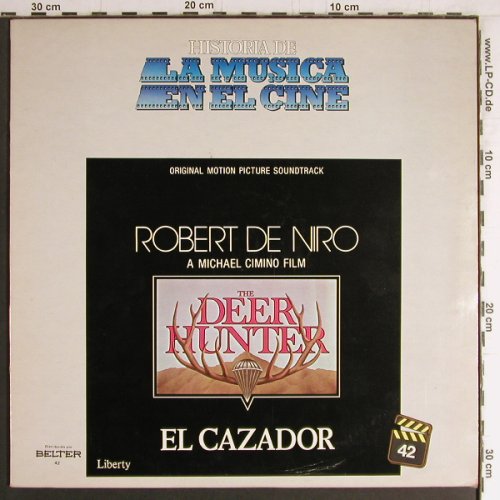 30 cm
20 cm
10 cm
www.LP-CD.de
HISTORIA DE
LA MUSICA
EN EL CINE
10 cm
ORIGINAL MOTION PICTURE SOUNDTRACK
ROBERT DE NIRO
A MICHAEL CIMINO FILM
THE
DEER
HUNTER
20 cm
EL CAZADOR
BELTER
42
Liberty
42
30 cm